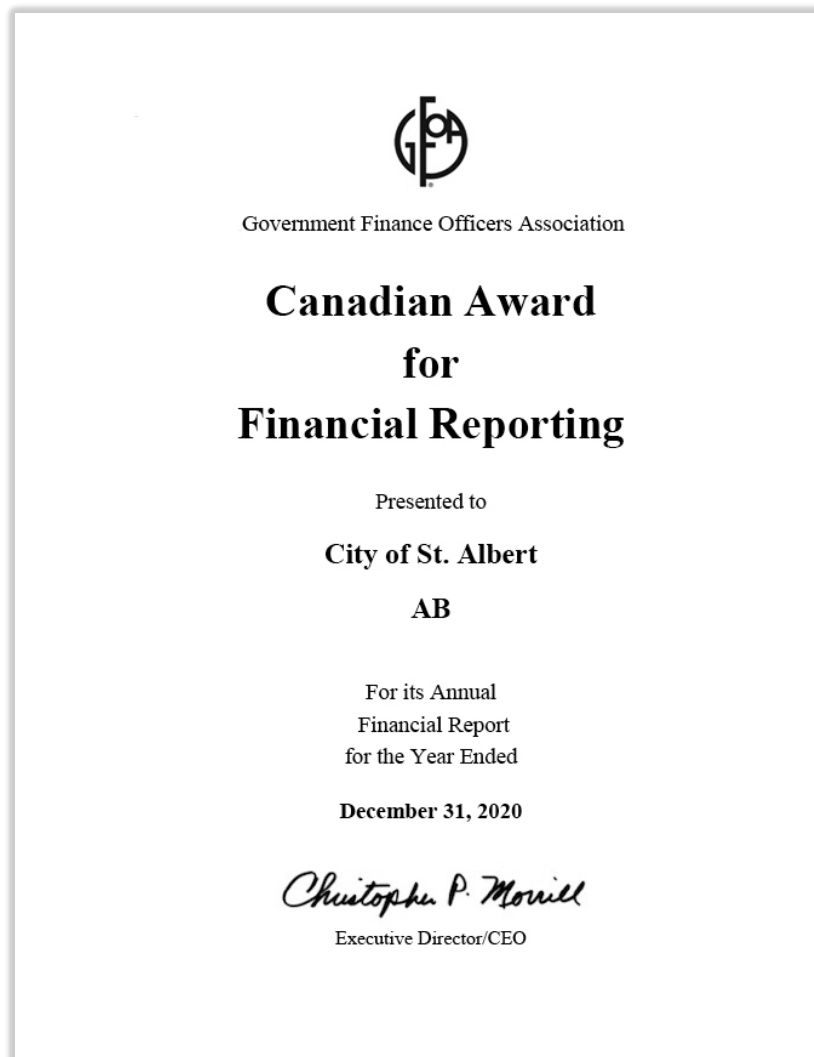 GFOA
Government Finance Officers Association
Canadian Award
for
Financial Reporting
Presented to
City of St. Albert
AB
For its Annual
Financial Report
for the Year Ended
December 31, 2020
Christopher P. Morrill
Executive Director/CEO